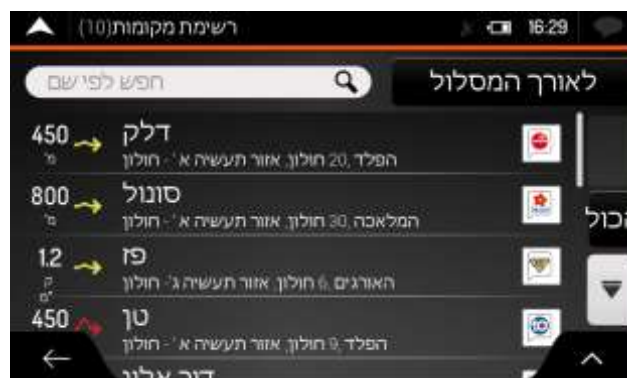 רשימת מקומות(10)
16:29
חפש לפי שם
לאורך המסלול
דלק
450 מ'
הפלד ,20 חולון, אזור תעשיה א' - חולון
סונול
800 מ'
המלאכה ,30 חולון, אזור תעשיה א' - חולון
פז
1.2 ק"מ
האורגים ,6 חולון, אזור תעשיה ג'- חולון
טן
450
הפלד ,9 חולון, אזור תעשיה א' - חולון
הכול